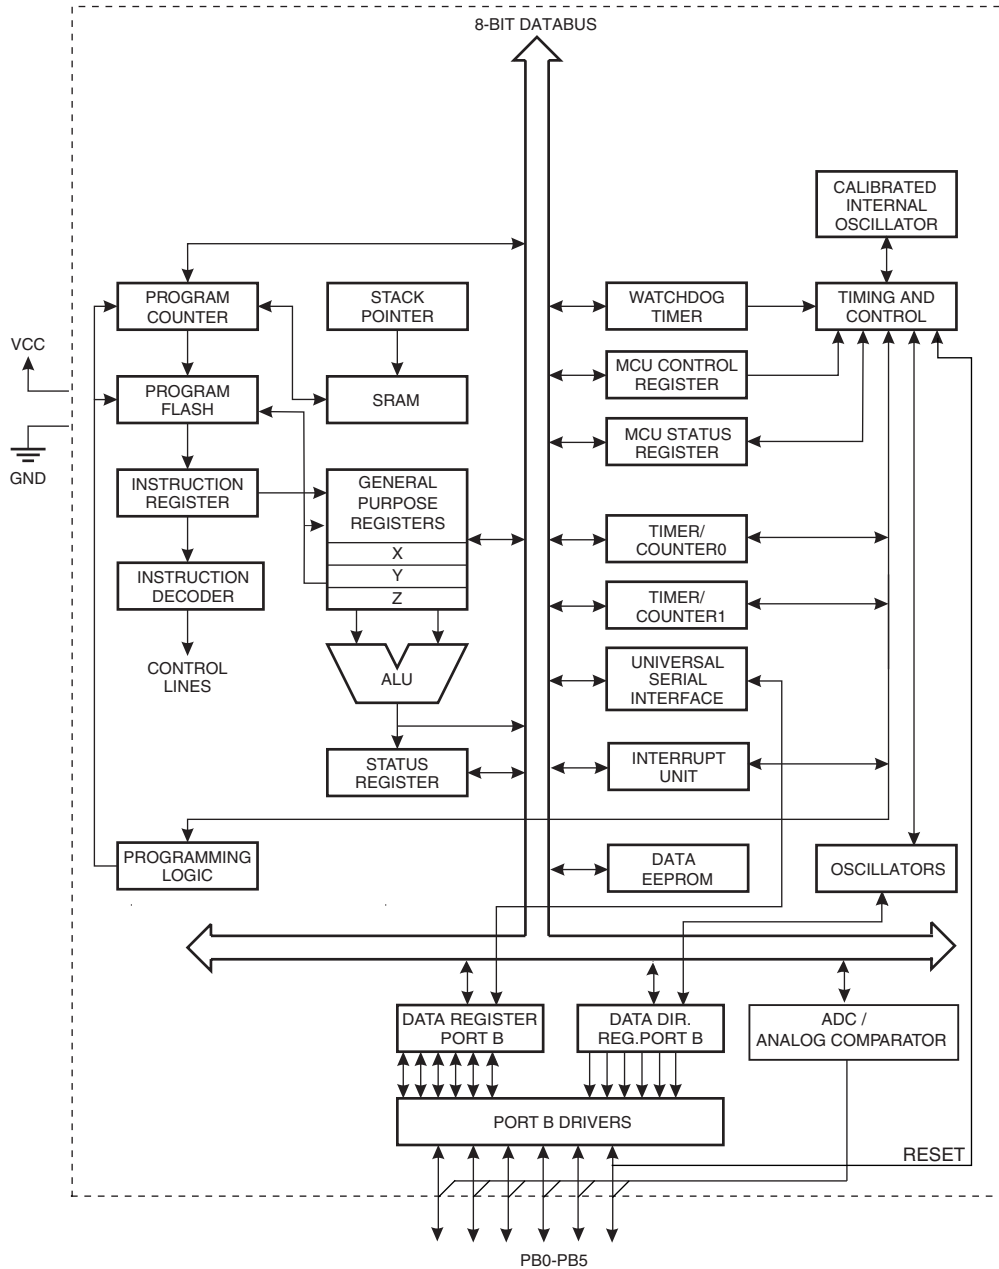 8-BIT DATABUS
CALIBRATED
INTERNAL
OSCILLATOR
PROGRAM
COUNTER
STACK
POINTER
WATCHDOG
TIMER
TIMING AND
CONTROL
VCC
GND
PROGRAM
FLASH
SRAM
MCU CONTROL
REGISTER
MCU STATUS
REGISTER
INSTRUCTION
REGISTER
GENERAL
PURPOSE
REGISTERS
X
Y
Z
TIMER/
COUNTER0
INSTRUCTION
DECODER
TIMER/
COUNTER1
CONTROL
LINES
ALU
UNIVERSAL
SERIAL
INTERFACE
STATUS
REGISTER
INTERRUPT
UNIT
PROGRAMMING
LOGIC
DATA
EEPROM
OSCILLATORS
DATA REGISTER
PORT B
DATA DIR.
REG.PORT B
ADC /
ANALOG COMPARATOR
PORT B DRIVERS
RESET
PB0-PB5